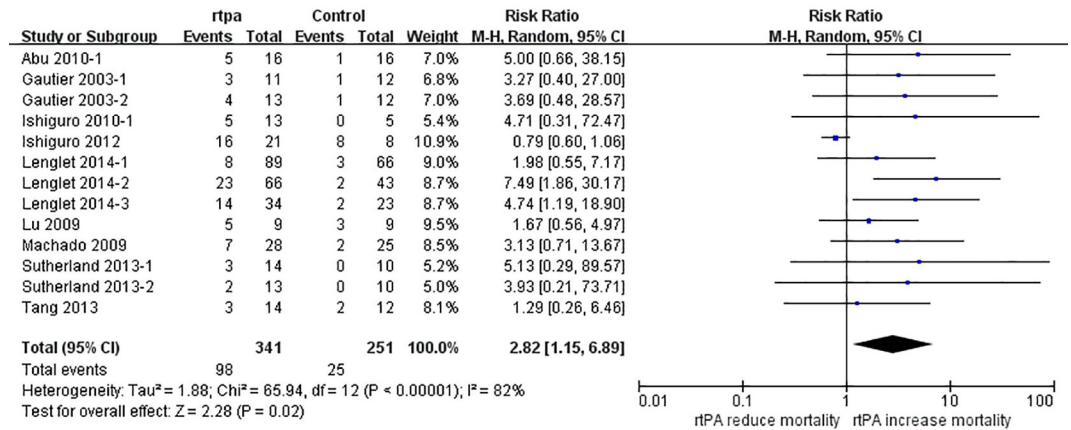 rtpa Control Risk Ratio Risk Ratio
Study or Subgroup Events Total Events Total Weight M-H, Random, 95% CI M-H, Random, 95% CI
Abu 2010-1 5 16 1 16 7.0% 5.00 [0.66, 38.15]
Gautier 2003-1 3 11 1 12 6.8% 3.27 [0.40, 27.00]
Gautier 2003-2 4 13 1 12 7.0% 3.69 [0.48, 28.57]
Ishiguro 2010-1 5 13 0 5 5.4% 4.71 [0.31, 72.47]
Ishiguro 2012 16 21 8 8 10.9% 0.79 [0.60, 1.06]
Lenglet 2014-1 8 89 3 66 9.0% 1.98 [0.55, 7.17]
Lenglet 2014-2 23 66 2 43 8.7% 7.49 [1.86, 30.17]
Lenglet 2014-3 14 34 2 23 8.8% 4.74 [1.19, 18.90]
Lu 2009 5 9 3 9 9.5% 1.67 [0.56, 4.97]
Machado 2009 7 28 2 25 8.5% 3.13 [0.71, 13.67]
Sutherland 2013-1 3 14 0 10 5.2% 5.13 [0.29, 89.57]
Sutherland 2013-2 2 13 0 10 5.0% 3.93 [0.21, 73.71]
Tang 2013 3 14 2 12 8.1% 1.29 [0.26, 6.46]
Total (95% CI) 341 251 100.0% 2.82 [1.15, 6.89]
Total events 98 25
Heterogeneity: Tau² = 1.88; Chi² = 65.94, df = 12 (P < 0.00001); I² = 82%
Test for overall effect: Z = 2.28 (P = 0.02)
0.01 0.1 1 10 100
rtPA reduce mortality rtPA increase mortality